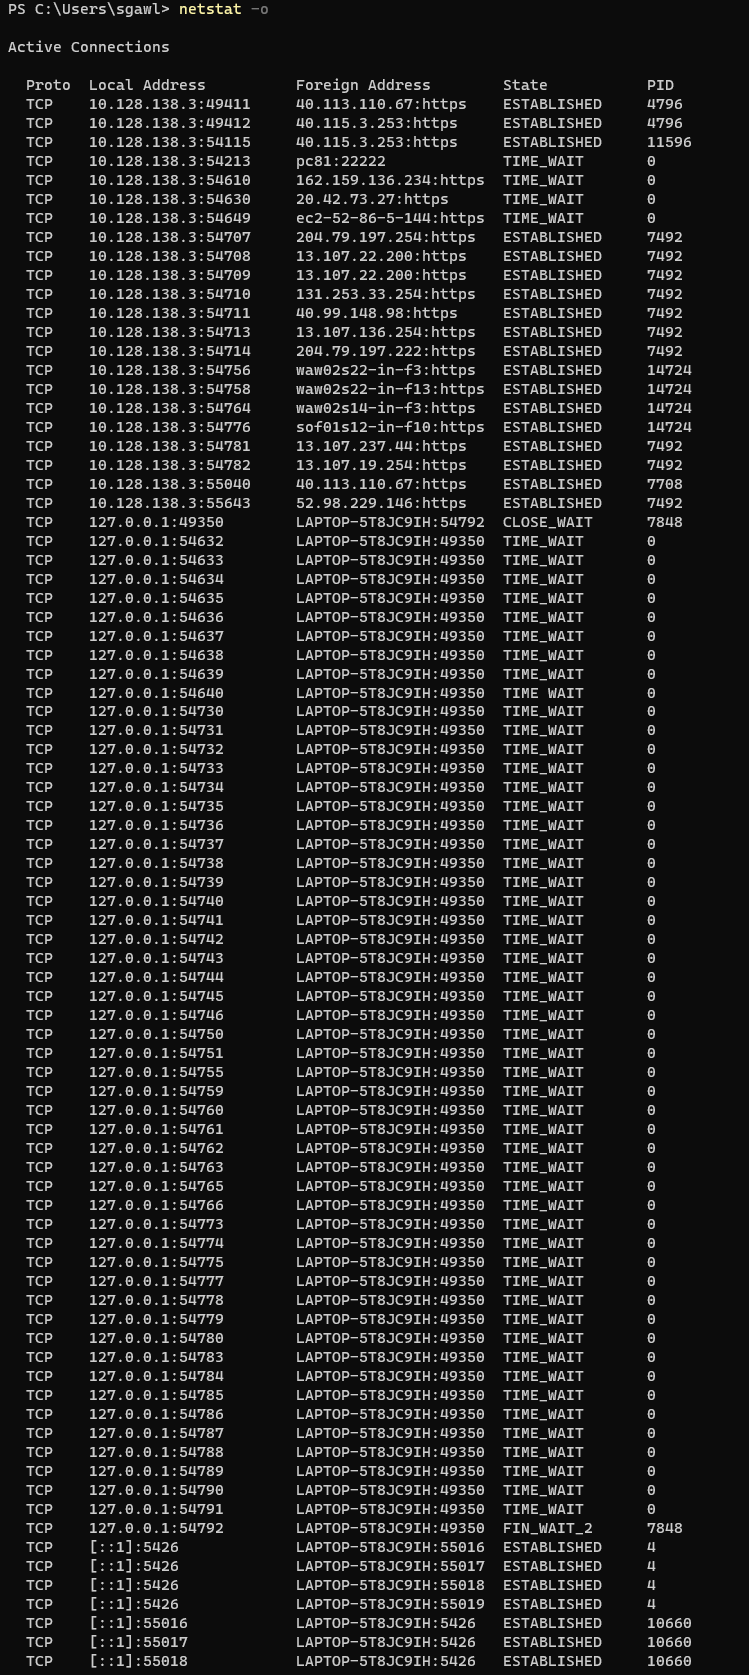 PS C:\Users\sgawl> netstat -o
Active Connections
Proto Local Address Foreign Address State PID
TCP 10.128.138.3:49411 40.113.110.67:https ESTABLISHED 4796
TCP 10.128.138.3:49412 40.115.3.253:https ESTABLISHED 4796
TCP 10.128.138.3:54115 40.115.3.253:https ESTABLISHED 11596
TCP 10.128.138.3:54213 pc81:22222 TIME_WAIT 0
TCP 10.128.138.3:54610 162.159.136.234:https TIME_WAIT 0
TCP 10.128.138.3:54630 20.42.73.27:https TIME_WAIT 0
TCP 10.128.138.3:54649 ec2-52-86-5-144:https TIME_WAIT 0
TCP 10.128.138.3:54707 204.79.197.254:https ESTABLISHED 7492
TCP 10.128.138.3:54708 13.107.22.200:https ESTABLISHED 7492
TCP 10.128.138.3:54709 13.107.22.200:https ESTABLISHED 7492
TCP 10.128.138.3:54710 131.253.33.254:https ESTABLISHED 7492
TCP 10.128.138.3:54711 40.99.148.98:https ESTABLISHED 7492
TCP 10.128.138.3:54713 13.107.136.254:https ESTABLISHED 7492
TCP 10.128.138.3:54714 204.79.197.222:https ESTABLISHED 7492
TCP 10.128.138.3:54756 waw02s22-in-f3:https ESTABLISHED 14724
TCP 10.128.138.3:54758 waw02s22-in-f13:https ESTABLISHED 14724
TCP 10.128.138.3:54764 waw02s14-in-f3:https ESTABLISHED 14724
TCP 10.128.138.3:54776 sof01s12-in-f10:https ESTABLISHED 14724
TCP 10.128.138.3:54781 13.107.237.44:https ESTABLISHED 7492
TCP 10.128.138.3:54782 13.107.19.254:https ESTABLISHED 7492
TCP 10.128.138.3:55040 40.113.110.67:https ESTABLISHED 7708
TCP 10.128.138.3:55643 52.98.229.146:https ESTABLISHED 7492
TCP 127.0.0.1:49350 LAPTOP-5T8JC9IH:54792 CLOSE_WAIT 7848
TCP 127.0.0.1:54632 LAPTOP-5T8JC9IH:49350 TIME_WAIT 0
TCP 127.0.0.1:54633 LAPTOP-5T8JC9IH:49350 TIME_WAIT 0
TCP 127.0.0.1:54634 LAPTOP-5T8JC9IH:49350 TIME_WAIT 0
TCP 127.0.0.1:54635 LAPTOP-5T8JC9IH:49350 TIME_WAIT 0
TCP 127.0.0.1:54636 LAPTOP-5T8JC9IH:49350 TIME_WAIT 0
TCP 127.0.0.1:54637 LAPTOP-5T8JC9IH:49350 TIME_WAIT 0
TCP 127.0.0.1:54638 LAPTOP-5T8JC9IH:49350 TIME_WAIT 0
TCP 127.0.0.1:54639 LAPTOP-5T8JC9IH:49350 TIME_WAIT 0
TCP 127.0.0.1:54640 LAPTOP-5T8JC9IH:49350 TIME WAIT 0
TCP 127.0.0.1:54730 LAPTOP-5T8JC9IH:49350 TIME_WAIT 0
TCP 127.0.0.1:54731 LAPTOP-5T8JC9IH:49350 TIME_WAIT 0
TCP 127.0.0.1:54732 LAPTOP-5T8JC9IH:49350 TIME_WAIT 0
TCP 127.0.0.1:54733 LAPTOP-5T8JC9IH:49350 TIME_WAIT 0
TCP 127.0.0.1:54734 LAPTOP-5T8JC9IH:49350 TIME_WAIT 0
TCP 127.0.0.1:54735 LAPTOP-5T8JC9IH:49350 TIME_WAIT 0
TCP 127.0.0.1:54736 LAPTOP-5T8JC9IH:49350 TIME_WAIT 0
TCP 127.0.0.1:54737 LAPTOP-5T8JC9IH:49350 TIME_WAIT 0
TCP 127.0.0.1:54738 LAPTOP-5T8JC9IH:49350 TIME_WAIT 0
TCP 127.0.0.1:54739 LAPTOP-5T8JC9IH:49350 TIME_WAIT 0
TCP 127.0.0.1:54740 LAPTOP-5T8JC9IH:49350 TIME_WAIT 0
TCP 127.0.0.1:54741 LAPTOP-5T8JC9IH:49350 TIME_WAIT 0
TCP 127.0.0.1:54742 LAPTOP-5T8JC9IH:49350 TIME_WAIT 0
TCP 127.0.0.1:54743 LAPTOP-5T8JC9IH:49350 TIME_WAIT 0
TCP 127.0.0.1:54744 LAPTOP-5T8JC9IH:49350 TIME_WAIT 0
TCP 127.0.0.1:54745 LAPTOP-5T8JC9IH:49350 TIME_WAIT 0
TCP 127.0.0.1:54746 LAPTOP-5T8JC9IH:49350 TIME_WAIT 0
TCP 127.0.0.1:54750 LAPTOP-5T8JC9IH:49350 TIME_WAIT 0
TCP 127.0.0.1:54751 LAPTOP-5T8JC9IH:49350 TIME_WAIT 0
TCP 127.0.0.1:54755 LAPTOP-5T8JC9IH:49350 TIME_WAIT 0
TCP 127.0.0.1:54759 LAPTOP-5T8JC9IH:49350 TIME_WAIT 0
TCP 127.0.0.1:54760 LAPTOP-5T8JC9IH:49350 TIME_WAIT 0
TCP 127.0.0.1:54761 LAPTOP-5T8JC9IH:49350 TIME_WAIT 0
TCP 127.0.0.1:54762 LAPTOP-5T8JC9IH:49350 TIME_WAIT 0
TCP 127.0.0.1:54763 LAPTOP-5T8JC9IH:49350 TIME_WAIT 0
TCP 127.0.0.1:54765 LAPTOP-5T8JC9IH:49350 TIME_WAIT 0
TCP 127.0.0.1:54766 LAPTOP-5T8JC9IH:49350 TIME_WAIT 0
TCP 127.0.0.1:54773 LAPTOP-5T8JC9IH:49350 TIME_WAIT 0
TCP 127.0.0.1:54774 LAPTOP-5T8JC9IH:49350 TIME_WAIT 0
TCP 127.0.0.1:54775 LAPTOP-5T8JC9IH:49350 TIME_WAIT 0
TCP 127.0.0.1:54777 LAPTOP-5T8JC9IH:49350 TIME_WAIT 0
TCP 127.0.0.1:54778 LAPTOP-5T8JC9IH:49350 TIME_WAIT 0
TCP 127.0.0.1:54779 LAPTOP-5T8JC9IH:49350 TIME_WAIT 0
TCP 127.0.0.1:54780 LAPTOP-5T8JC9IH:49350 TIME_WAIT 0
TCP 127.0.0.1:54783 LAPTOP-5T8JC9IH:49350 TIME_WAIT 0
TCP 127.0.0.1:54784 LAPTOP-5T8JC9IH:49350 TIME_WAIT 0
TCP 127.0.0.1:54785 LAPTOP-5T8JC9IH:49350 TIME_WAIT 0
TCP 127.0.0.1:54786 LAPTOP-5T8JC9IH:49350 TIME_WAIT 0
TCP 127.0.0.1:54787 LAPTOP-5T8JC9IH:49350 TIME_WAIT 0
TCP 127.0.0.1:54788 LAPTOP-5T8JC9IH:49350 TIME_WAIT 0
TCP 127.0.0.1:54789 LAPTOP-5T8JC9IH:49350 TIME_WAIT 0
TCP 127.0.0.1:54790 LAPTOP-5T8JC9IH:49350 TIME_WAIT 0
TCP 127.0.0.1:54791 LAPTOP-5T8JC9IH:49350 TIME_WAIT 0
TCP 127.0.0.1:54792 LAPTOP-5T8JC9IH:49350 FIN_WAIT_2 7848
TCP [::1]:5426 LAPTOP-5T8JC9IH:55016 ESTABLISHED 4
TCP [::1]:5426 LAPTOP-5T8JC9IH:55017 ESTABLISHED 4
TCP [::1]:5426 LAPTOP-5T8JC9IH:55018 ESTABLISHED 4
TCP [::1]:5426 LAPTOP-5T8JC9IH:55019 ESTABLISHED 4
TCP [::1]:55016 LAPTOP-5T8JC9IH:5426 ESTABLISHED 10660
TCP [::1]:55017 LAPTOP-5T8JC9IH:5426 ESTABLISHED 10660
TCP [::1]:55018 LAPTOP-5T8JC9IH:5426 ESTABLISHED 10660